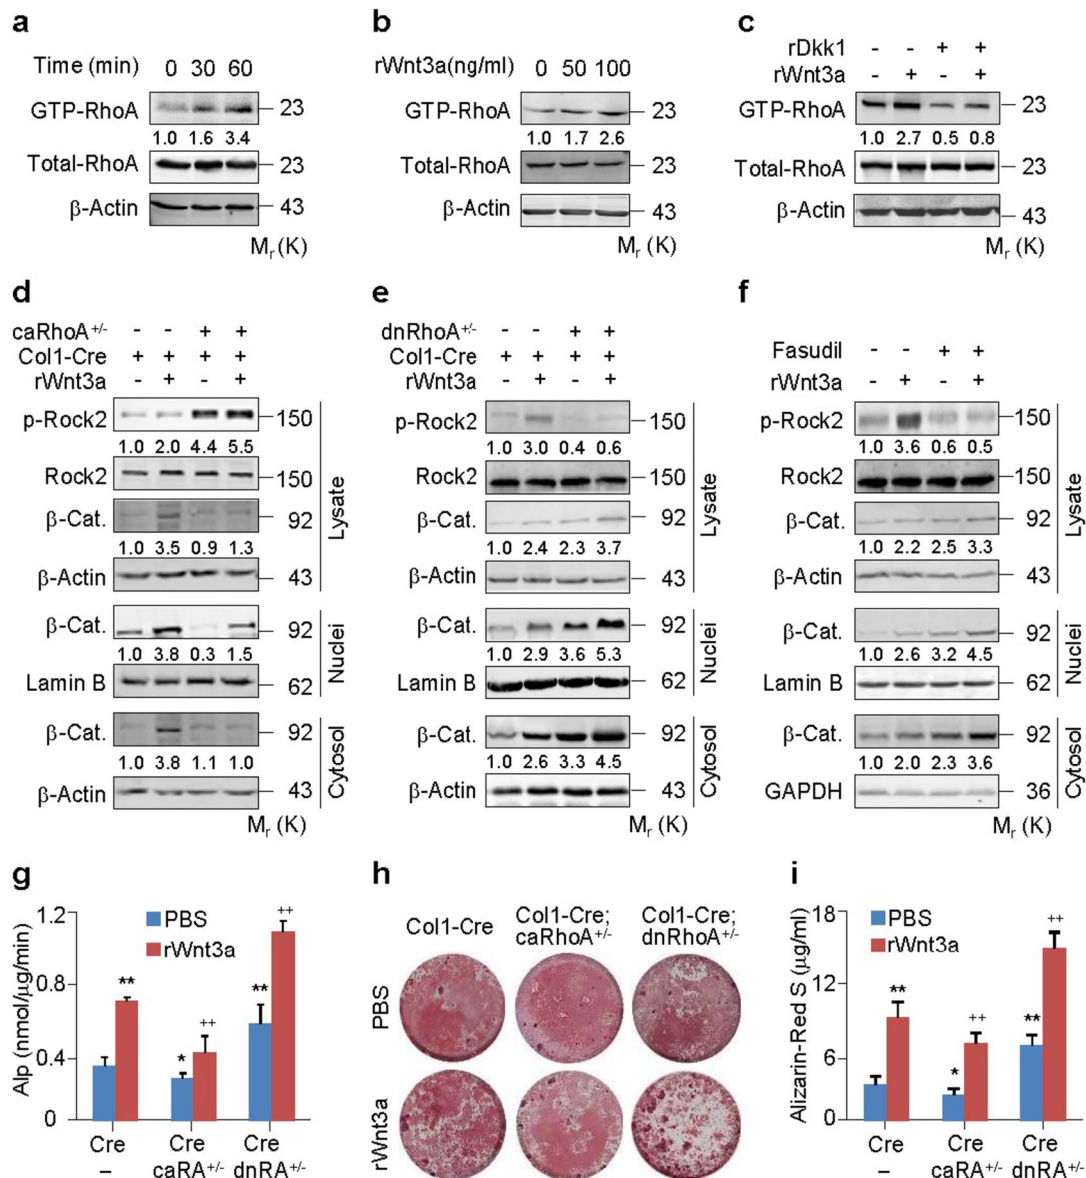 a
Time (min) 0 30 60
GTP-RhoA 23
1.0 1.6 3.4
Total-RhoA 23
β-Actin 43
Mr (K)
b
rWnt3a(ng/ml) 0 50 100
GTP-RhoA 23
1.0 1.7 2.6
Total-RhoA 23
β-Actin 43
Mr (K)
c
rDkk1 - - + +
rWnt3a - + - +
GTP-RhoA 23
1.0 2.7 0.5 0.8
Total-RhoA 23
β-Actin 43
Mr (K)
d
caRhoA+/- - - + +
Col1-Cre + + + +
rWnt3a - + - +
p-Rock2 150
1.0 2.0 4.4 5.5
Rock2 150
β-Cat. 92
1.0 3.5 0.9 1.3
β-Actin 43
Lysate
β-Cat. 92
1.0 3.8 0.3 1.5
Lamin B 62
Nuclei
β-Cat. 92
1.0 3.8 1.1 1.0
β-Actin 43
Cytosol
Mr (K)
e
dnRhoA+/- - - + +
Col1-Cre + + + +
rWnt3a - + - +
p-Rock2 150
1.0 3.0 0.4 0.6
Rock2 150
β-Cat. 92
1.0 2.4 2.3 3.7
β-Actin 43
Lysate
β-Cat. 92
1.0 2.9 3.6 5.3
Lamin B 62
Nuclei
β-Cat. 92
1.0 2.6 3.3 4.5
β-Actin 43
Cytosol
Mr (K)
f
Fasudil - - + +
rWnt3a - + - +
p-Rock2 150
1.0 3.6 0.6 0.5
Rock2 150
β-Cat. 92
1.0 2.2 2.5 3.3
β-Actin 43
Lysate
β-Cat. 92
1.0 2.6 3.2 4.5
Lamin B 62
Nuclei
β-Cat. 92
1.0 2.0 2.3 3.6
GAPDH 36
Cytosol
Mr (K)
g
Alp (nmol/μg/min)
1.2
0.8
0.4
0
PBS
rWnt3a
**
*
++
**
++
Cre Cre Cre
– caRA+/- dnRA+/-
h
Col1-Cre
Col1-Cre;
caRhoA+/-
Col1-Cre;
dnRhoA+/-
PBS
rWnt3a
i
Alizarin-Red S (μg/ml)
18
12
6
0
PBS
rWnt3a
**
*
++
**
++
Cre Cre Cre
– caRA+/- dnRA+/-